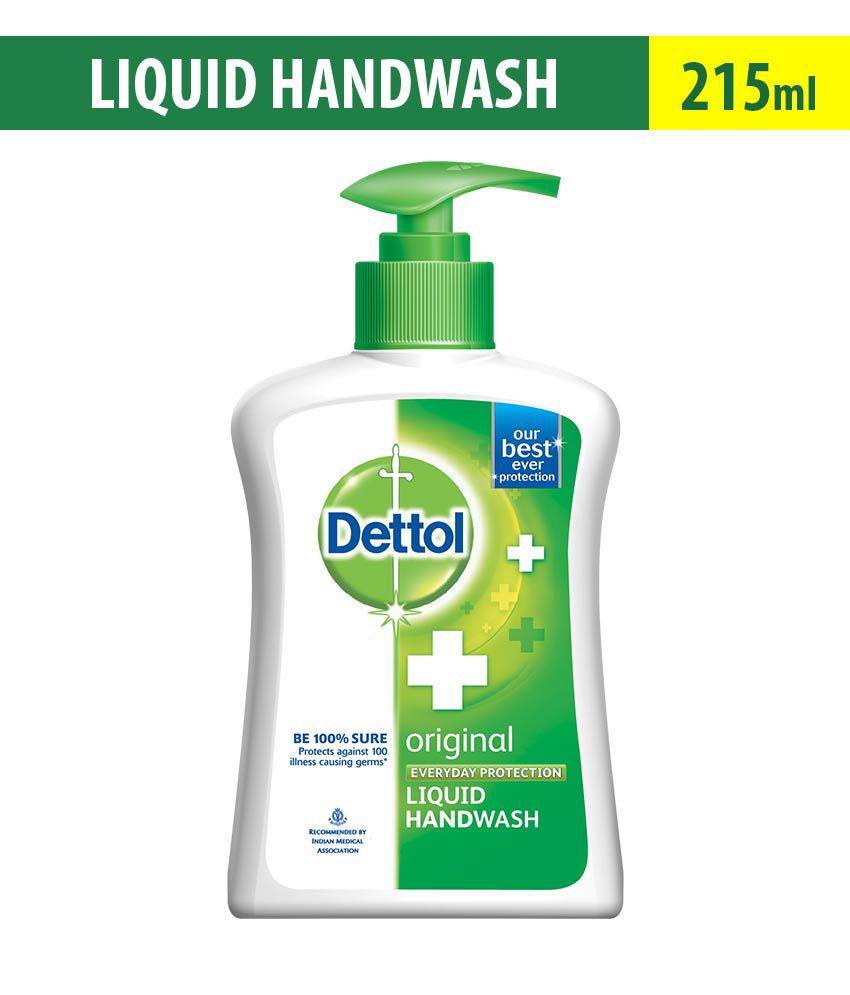 LIQUID HANDWASH
215ml
our
best
ever
protection
Dettol
BE 100% SURE
Protects against 100
illness causing germs*
original
EVERYDAY PROTECTION
LIQUID
HANDWASH
RECOMMENDED BY
INDIAN MEDICAL
ASSOCIATION